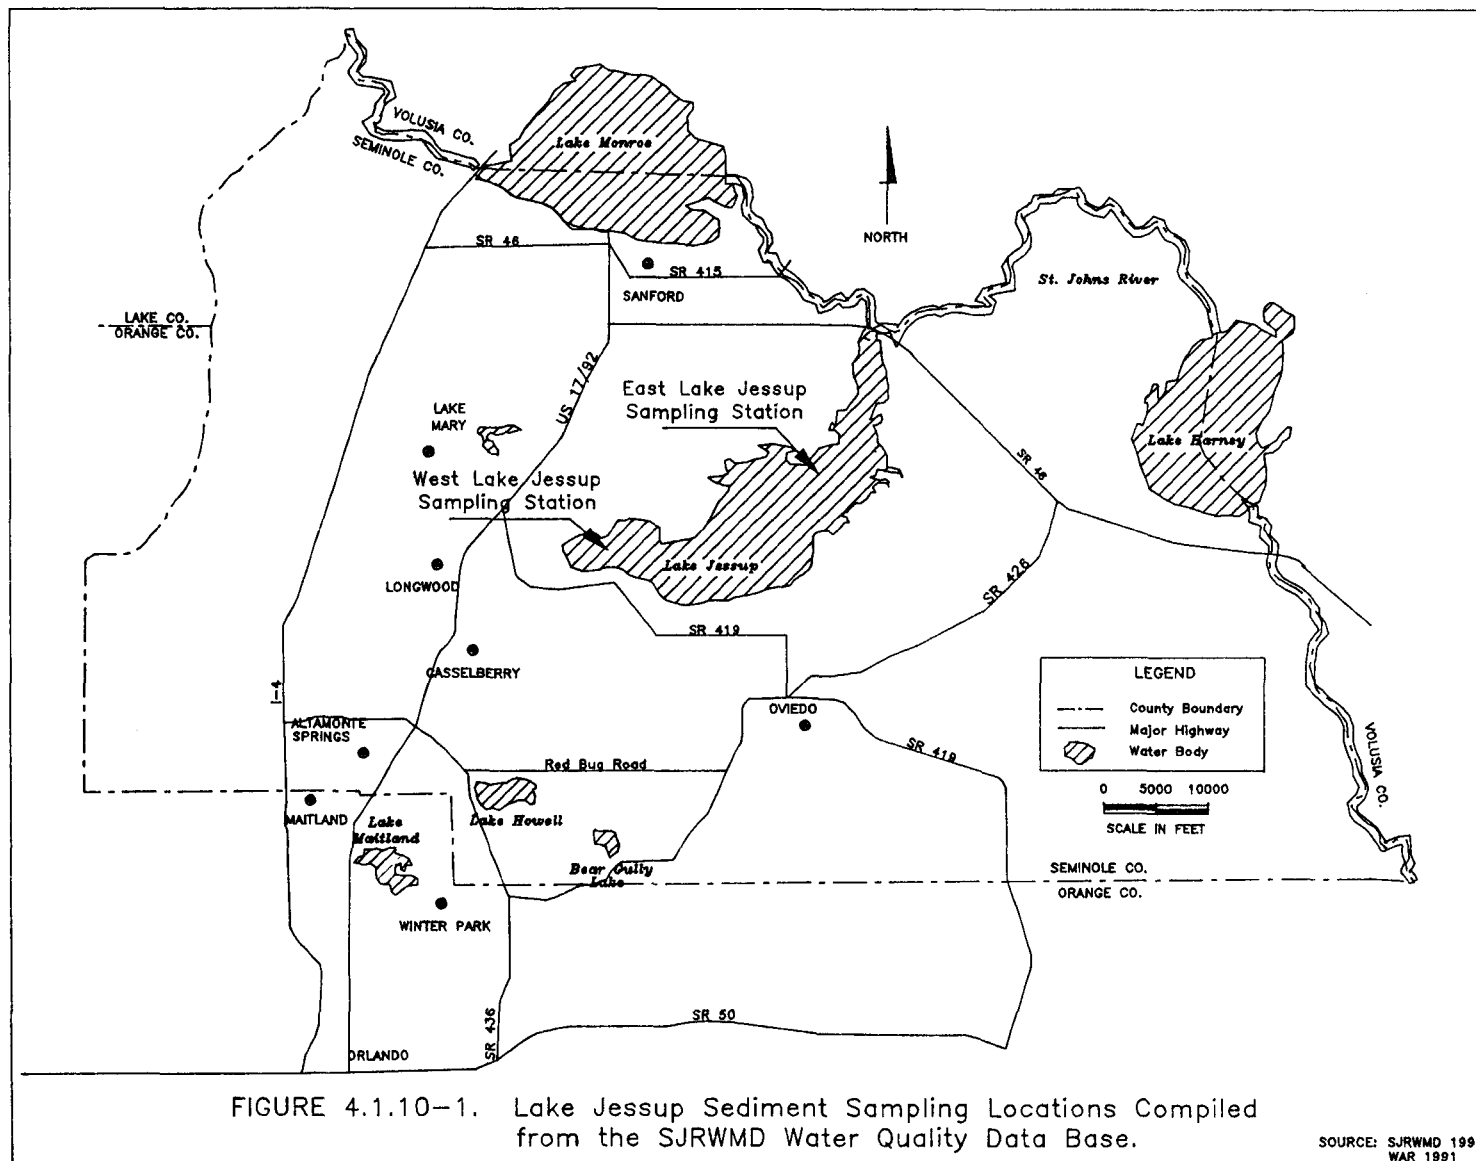 VOLUSIA CO.
SEMINOLE CO.
Lake Monroe
NORTH
SR 46
SR 415
SANFORD
St. Johns River
LAKE CO.
ORANGE CO.
US 17/92
East Lake Jessup
Sampling Station
LAKE
MARY
Lake Harney
SR 46
West Lake Jessup
Sampling Station
Lake Jessup
LONGWOOD
SR 426
SR 419
CASSELBERRY
I-4
LEGEND
County Boundary
Major Highway
Water Body
OVIEDO
ALTAMONTE
SPRINGS
SR 419
VOLUSIA CO.
Red Bug Road
0 5000 10000
SCALE IN FEET
MAITLAND
Lake
Maitland
Lake Howell
Bear Gully
Lake
SEMINOLE CO.
ORANGE CO.
WINTER PARK
SR 436
SR 50
ORLANDO
FIGURE 4.1.10-1. Lake Jessup Sediment Sampling Locations Compiled
from the SJRWMD Water Quality Data Base.
SOURCE: SJRWMD 199
WAR 1991